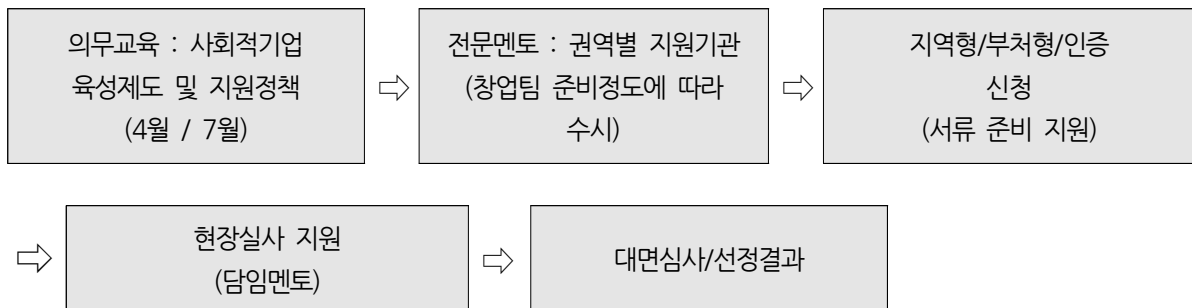 의무교육 : 사회적기업
육성제도 및 지원정책
(4월 / 7월)
전문멘토 : 권역별 지원기관
(창업팀 준비정도에 따라
수시)
지역형/부처형/인증
신청
(서류 준비 지원)
현장실사 지원
(담임멘토)
대면심사/선정결과